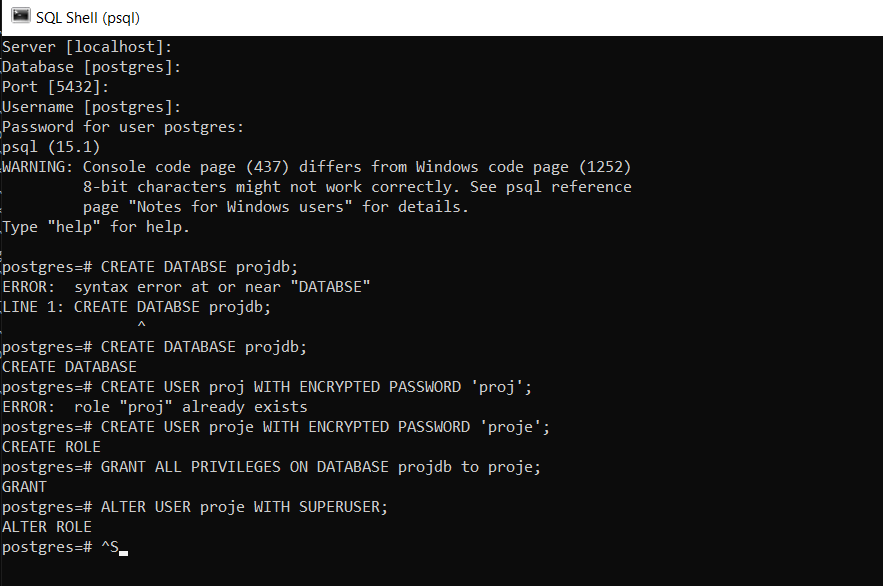 SQL Shell (psql)
Server [localhost]:
Database [postgres]:
Port [5432]:
Username [postgres]:
Password for user postgres:
psql (15.1)
WARNING: Console code page (437) differs from Windows code page (1252)
         8-bit characters might not work correctly. See psql reference
         page "Notes for Windows users" for details.
Type "help" for help.

postgres=# CREATE DATABSE projdb;
ERROR:  syntax error at or near "DATABSE"
LINE 1: CREATE DATABSE projdb;
               ^
postgres=# CREATE DATABASE projdb;
CREATE DATABASE
postgres=# CREATE USER proj WITH ENCRYPTED PASSWORD 'proj';
ERROR:  role "proj" already exists
postgres=# CREATE USER proje WITH ENCRYPTED PASSWORD 'proje';
CREATE ROLE
postgres=# GRANT ALL PRIVILEGES ON DATABASE projdb to proje;
GRANT
postgres=# ALTER USER proje WITH SUPERUSER;
ALTER ROLE
postgres=# ^S